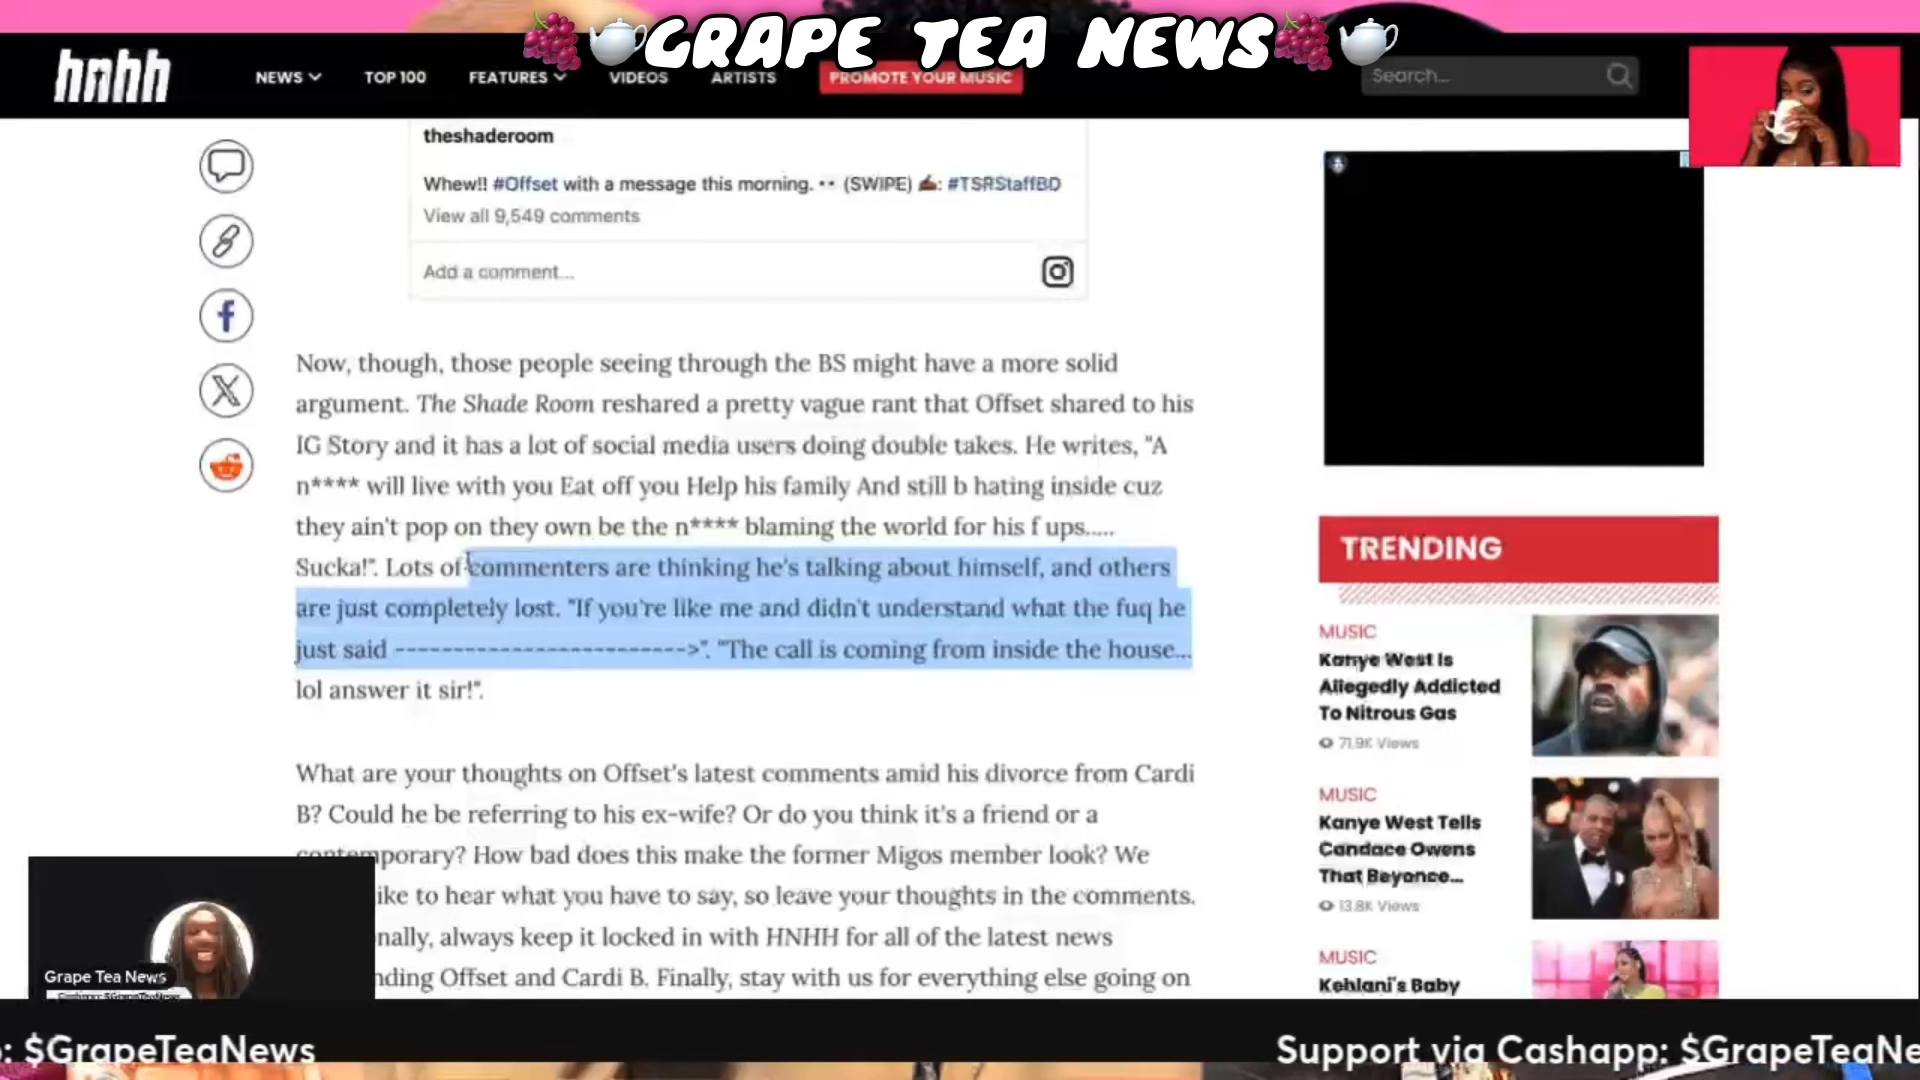 GRAPE TEA NEWS
hnhh
NEWS
TOP 100
FEATURES
VIDEOS
ARTISTS
PROMOTE YOUR MUSIC
Search...
theshaderoom
Whew!! #Offset with a message this morning. 👀 (SWIPE) ✍🏾: #TSRStaffBD
View all 9,549 comments
Add a comment...
Now, though, those people seeing through the BS might have a more solid
argument. The Shade Room reshared a pretty vague rant that Offset shared to his
IG Story and it has a lot of social media users doing double takes. He writes, "A
n**** will live with you Eat off you Help his family And still b hating inside cuz
they ain't pop on they own be the n**** blaming the world for his f ups.....
Sucka!". Lots of commenters are thinking he's talking about himself, and others
are just completely lost. "If you're like me and didn't understand what the fuq he
just said ------------------------->". "The call is coming from inside the house...
lol answer it sir!".
What are your thoughts on Offset's latest comments amid his divorce from Cardi
B? Could he be referring to his ex-wife? Or do you think it's a friend or a
contemporary? How bad does this make the former Migos member look? We
ike to hear what you have to say, so leave your thoughts in the comments.
nally, always keep it locked in with HNHH for all of the latest news
nding Offset and Cardi B. Finally, stay with us for everything else going on
TRENDING
MUSIC
Kanye West Is
Allegedly Addicted
To Nitrous Gas
71.9K Views
MUSIC
Kanye West Tells
Candace Owens
That Beyonce...
13.8K Views
MUSIC
Kehlani's Baby
Grape Tea News
Cashapp: $GrapeTeaNews
: $GrapeTeaNews
Support via Cashapp: $GrapeTeaNe